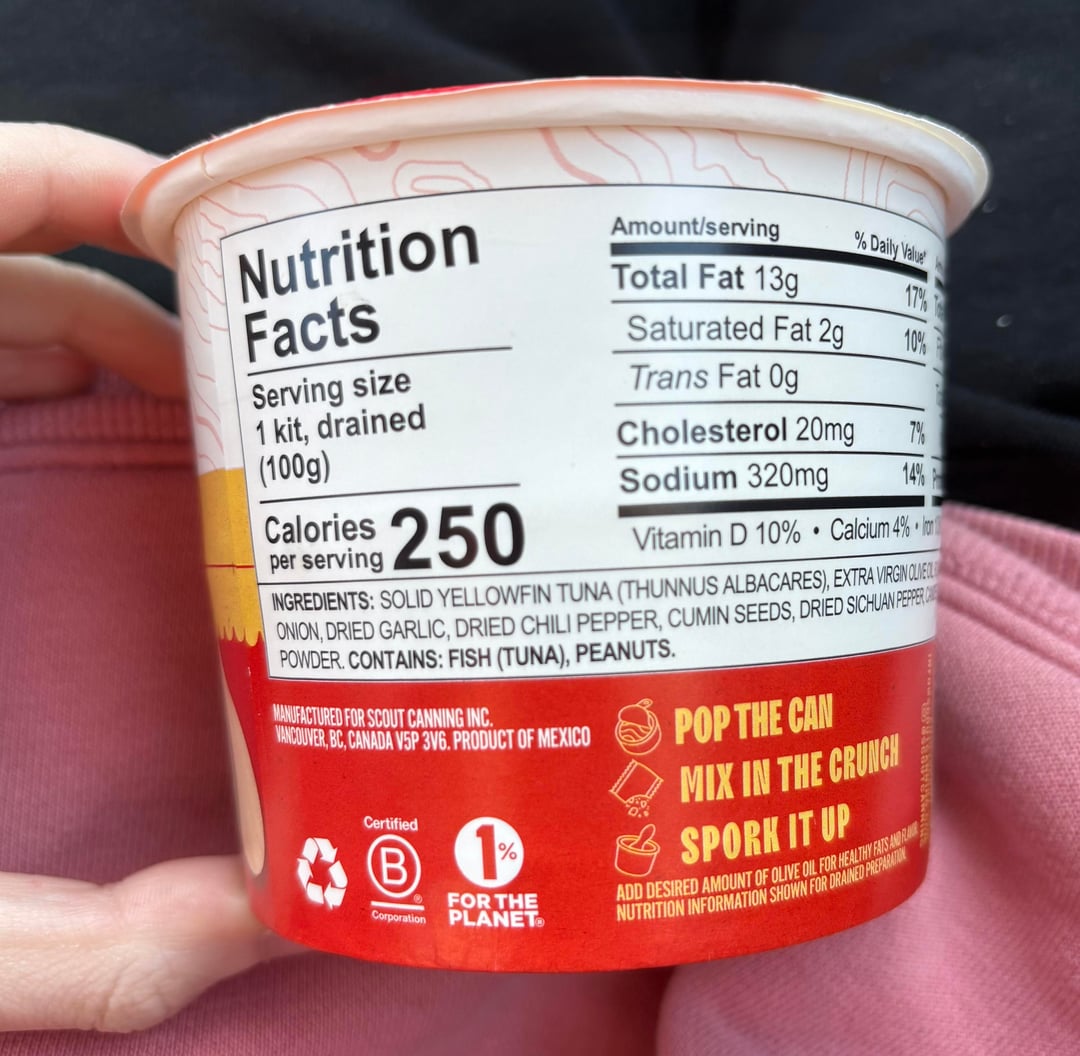 Nutrition
Facts
Serving size
1 kit, drained
(100g)
Calories
per serving 250
Amount/serving % Daily Value*
Total Fat 13g 17%
Saturated Fat 2g 10%
Trans Fat 0g
Cholesterol 20mg 7%
Sodium 320mg 14%
Vitamin D 10% • Calcium 4% • Iron
INGREDIENTS: SOLID YELLOWFIN TUNA (THUNNUS ALBACARES), EXTRA VIRGIN OLIVE OIL,
ONION, DRIED GARLIC, DRIED CHILI PEPPER, CUMIN SEEDS, DRIED SICHUAN PEPPER,
POWDER. CONTAINS: FISH (TUNA), PEANUTS.
MANUFACTURED FOR SCOUT CANNING INC.
VANCOUVER, BC, CANADA V5P 3V6. PRODUCT OF MEXICO
POP THE CAN
MIX IN THE CRUNCH
SPORK IT UP
ADD DESIRED AMOUNT OF OLIVE OIL FOR HEALTHY FATS AND FLAVOR.
NUTRITION INFORMATION SHOWN FOR DRAINED PREPARATION.
Certified
B®
Corporation
1%
FOR THE
PLANET®